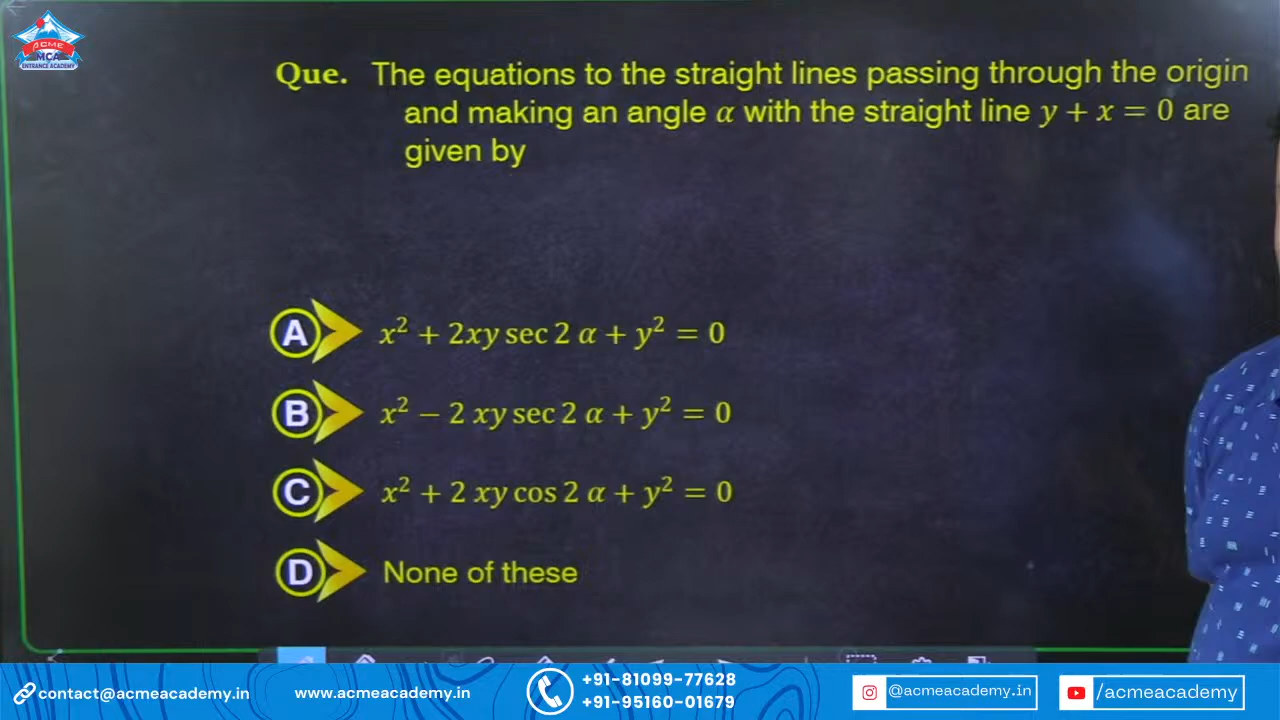 ACME
MCA
ENTRANCE ACADEMY
Que. The equations to the straight lines passing through the origin
and making an angle α with the straight line y + x = 0 are
given by
A x² + 2xy sec 2 α + y² = 0
B x² − 2 xy sec 2 α + y² = 0
C x² + 2 xy cos 2 α + y² = 0
D None of these
contact@acmeacademy.in
www.acmeacademy.in
+91-81099-77628
+91-95160-01679
@acmeacademy.in
/acmeacademy